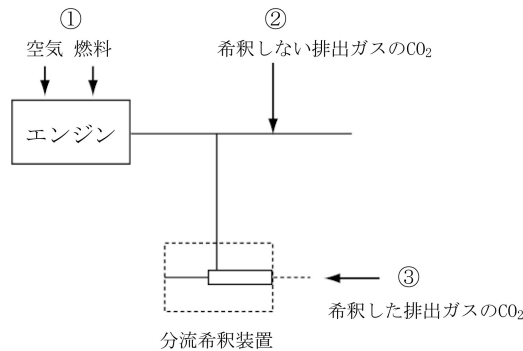 ①
空気 燃料
②
希釈しない排出ガスのCO₂
エンジン
③
希釈した排出ガスのCO₂
分流希釈装置